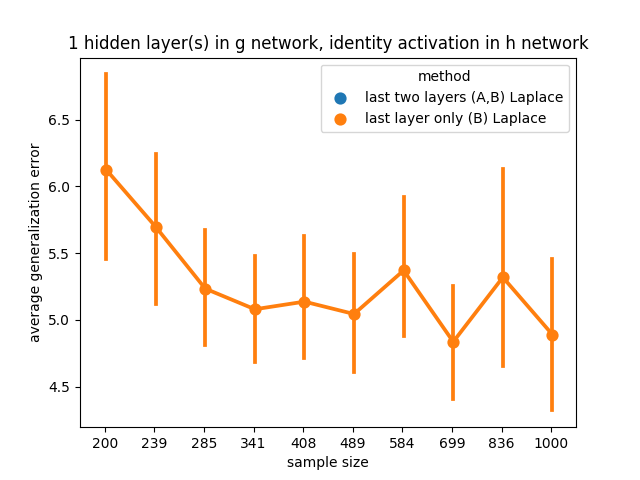 1 hidden layer(s) in g network, identity activation in h network
method
last two layers (A,B) Laplace
last layer only (B) Laplace
average generalization error
6.5
6.0
5.5
5.0
4.5
200 239 285 341 408 489 584 699 836 1000
sample size